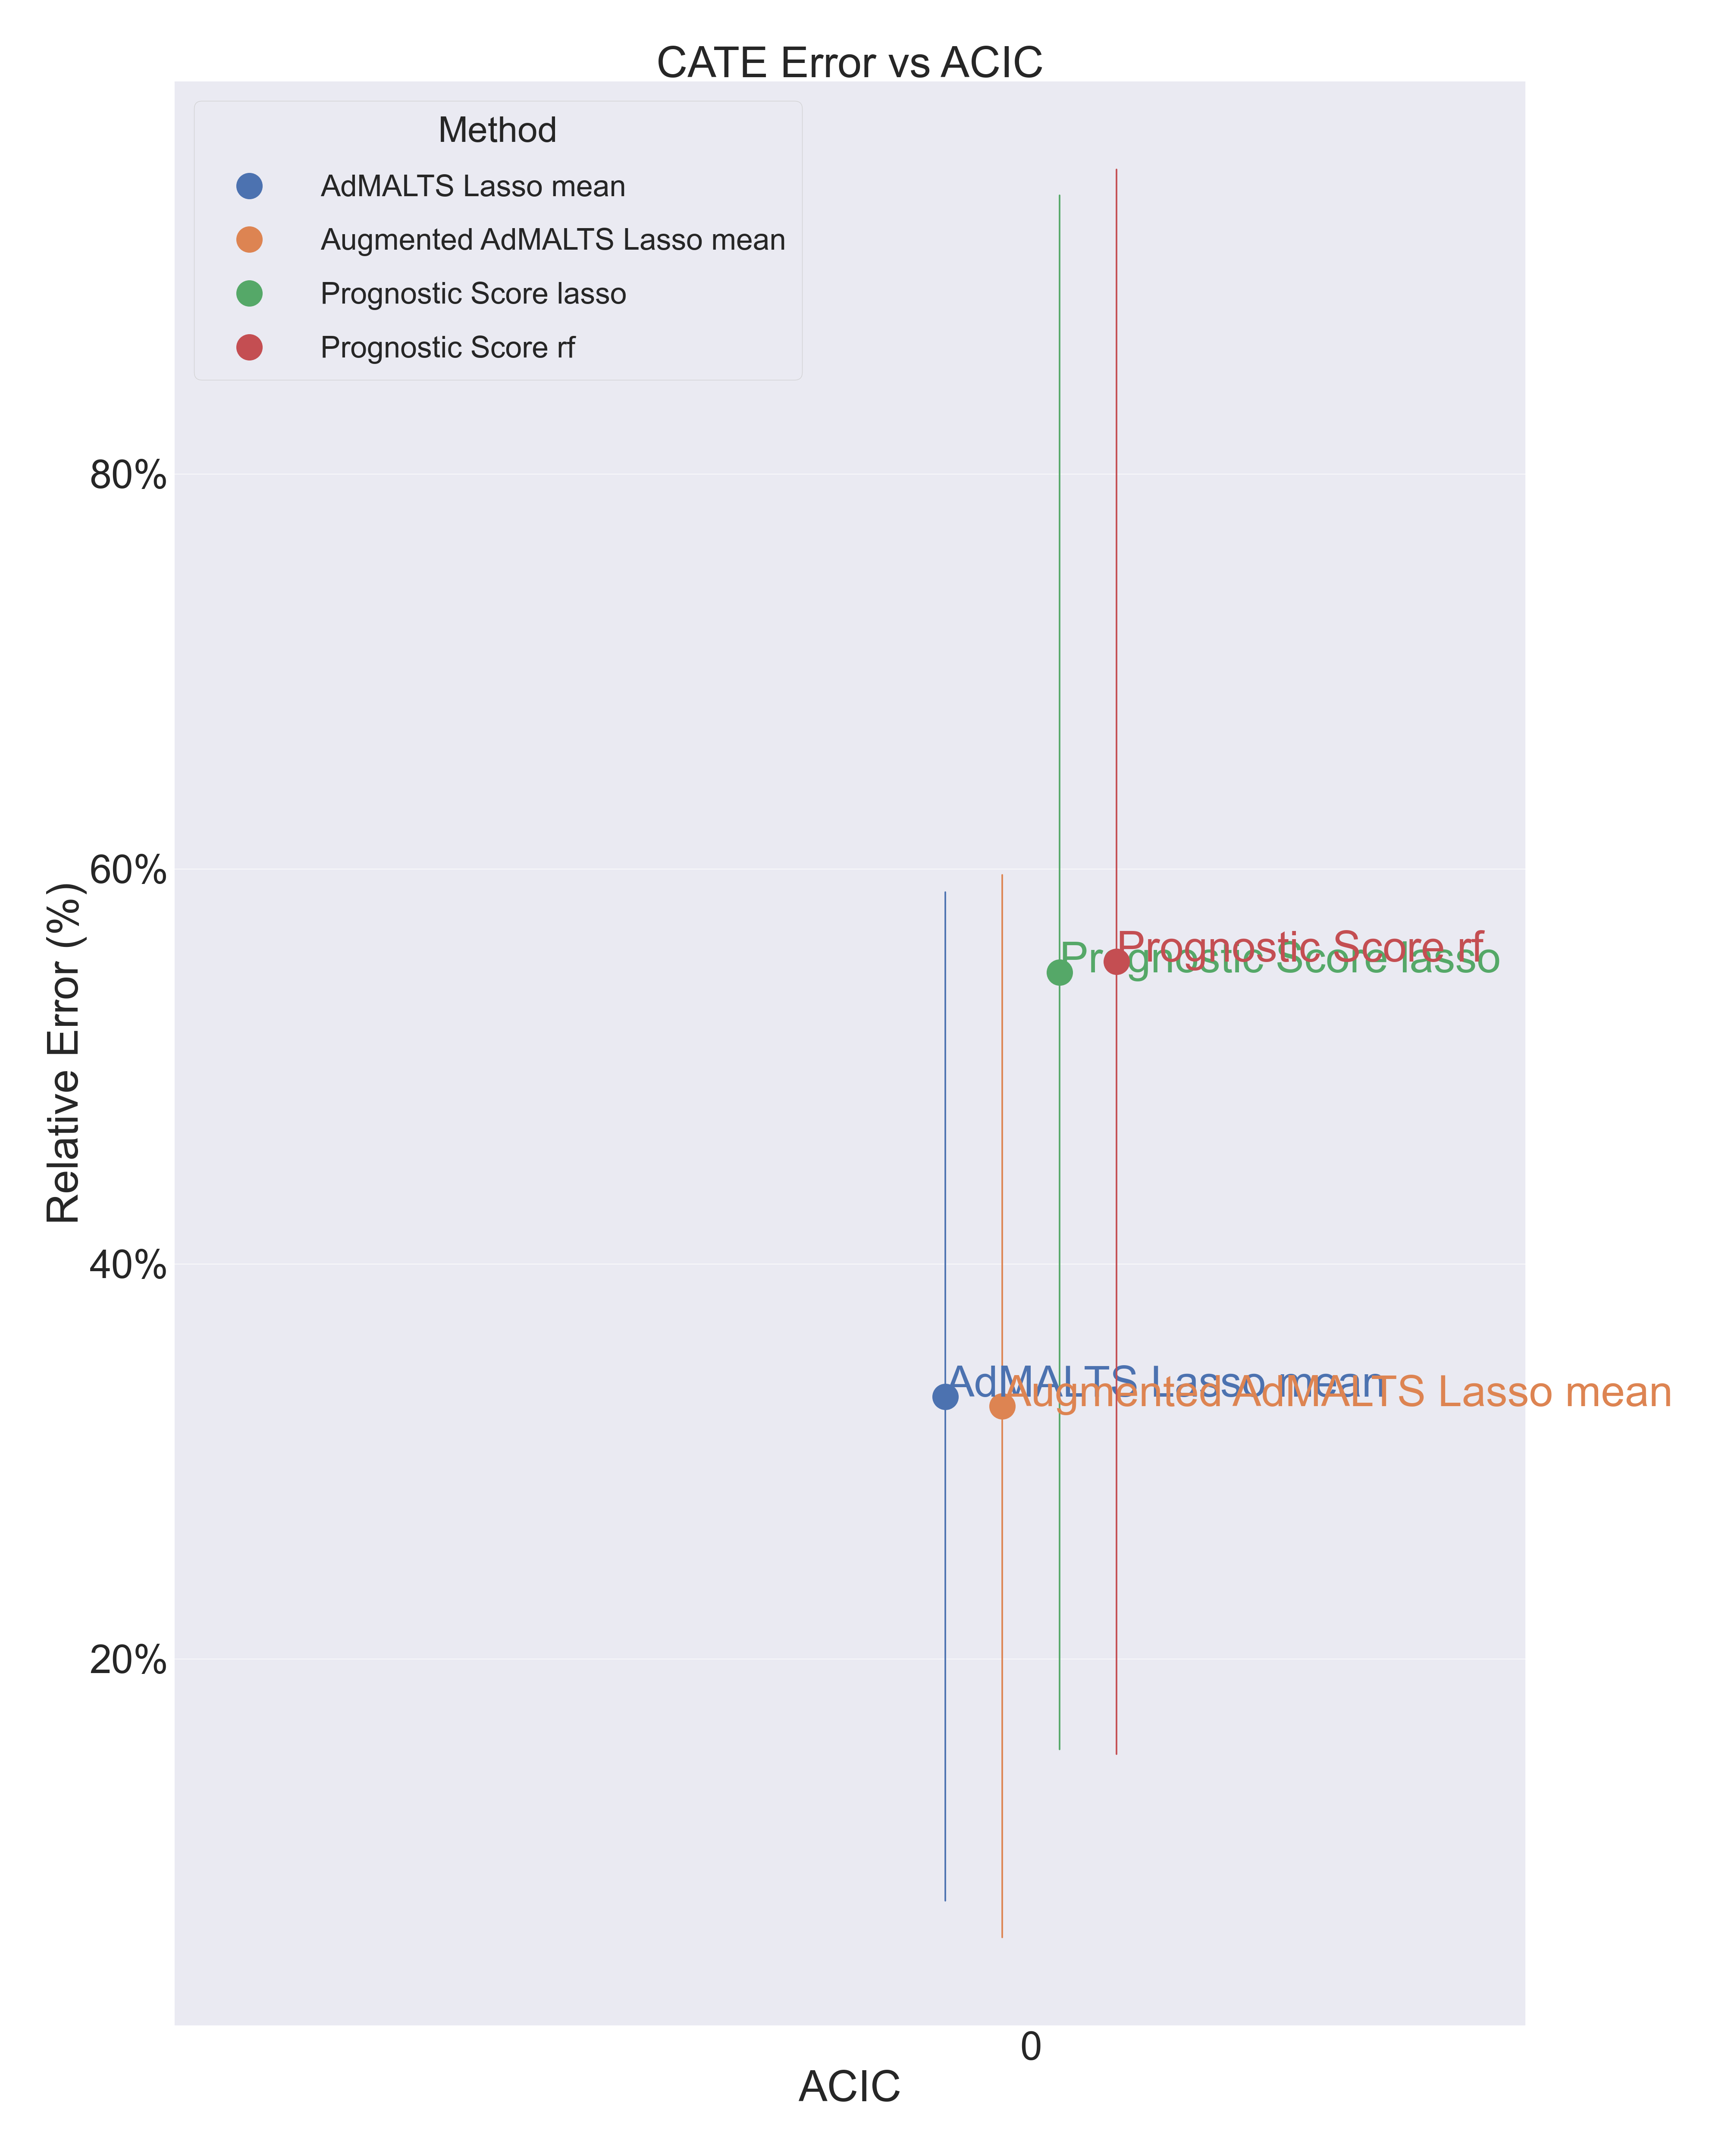 CATE Error vs ACIC
Method
AdMALTS Lasso mean
Augmented AdMALTS Lasso mean
Prognostic Score lasso
Prognostic Score rf
80%
60%
40%
20%
Relative Error (%)
Prognostic Score rf
Prognostic Score lasso
AdMALTS Lasso mean
Augmented AdMALTS Lasso mean
0
ACIC